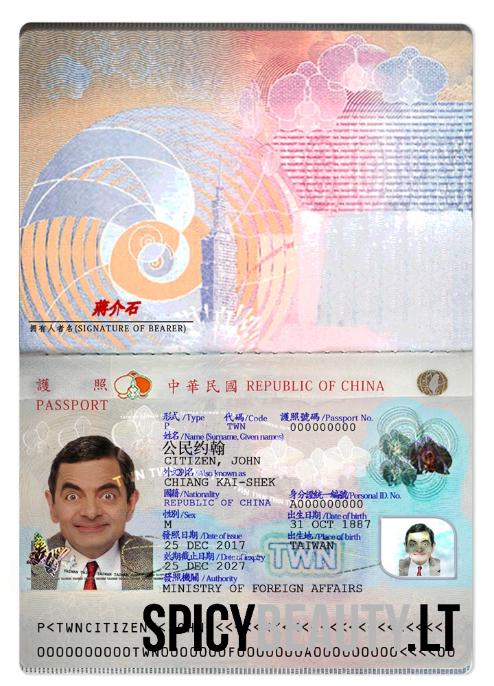 蔣介石
持有人者名(SIGNATURE OF BEARER)
護 照 中華民國 REPUBLIC OF CHINA
PASSPORT
形式/Type 代碼/Code 護照號碼/Passport No.
P TWN 000000000
姓名/Name (Surname, Given names)
公民约翰
CITIZEN, JOHN
外文別名/Also known as
CHIANG KAI-SHEK
國籍/Nationality 身分證統一編號/Personal ID. No.
REPUBLIC OF CHINA A000000000
性別/Sex 出生日期/Date of birth
M 31 OCT 1887
發照日期/Date of issue 出生地/Place of birth
25 DEC 2017 TAIWAN
效期截止日期/Date of expiry
25 DEC 2027
TWN
發照機關/Authority
MINISTRY OF FOREIGN AFFAIRS
SPICYBEAUTY.LT
P<TWNCITIZEN<<JOHN